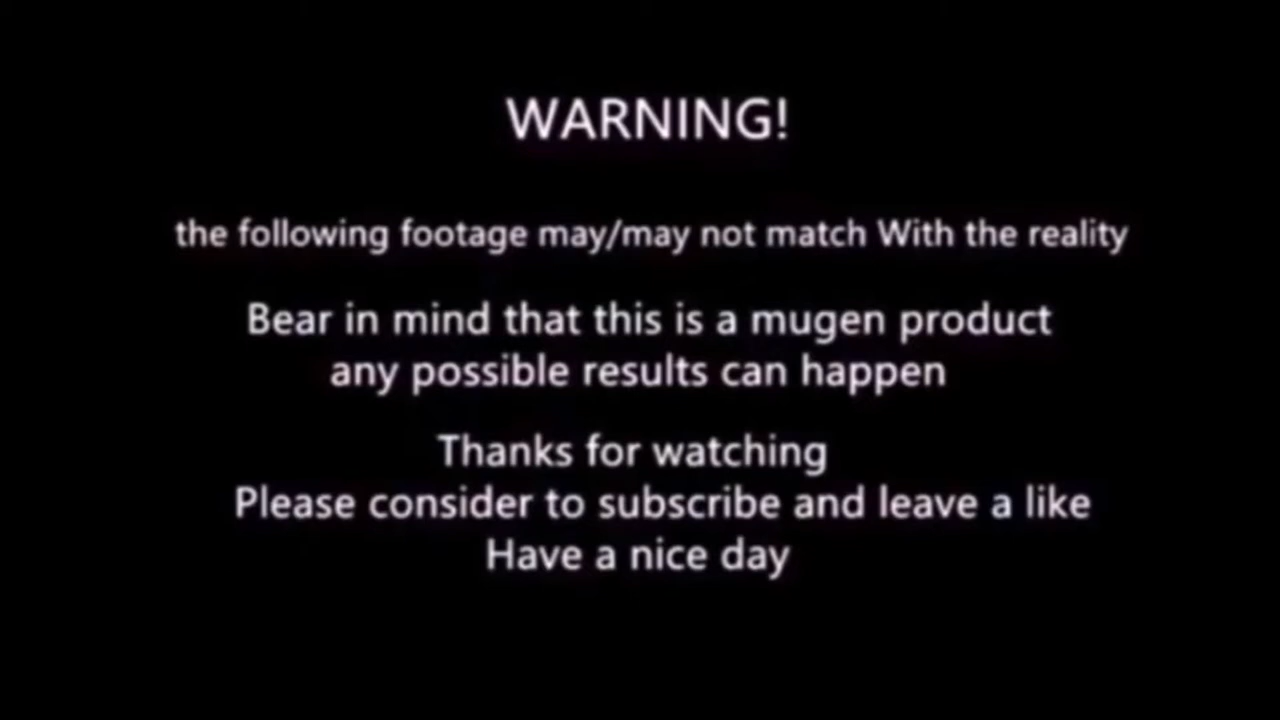 WARNING!
the following footage may/may not match With the reality
Bear in mind that this is a mugen product
any possible results can happen
Thanks for watching
Please consider to subscribe and leave a like
Have a nice day